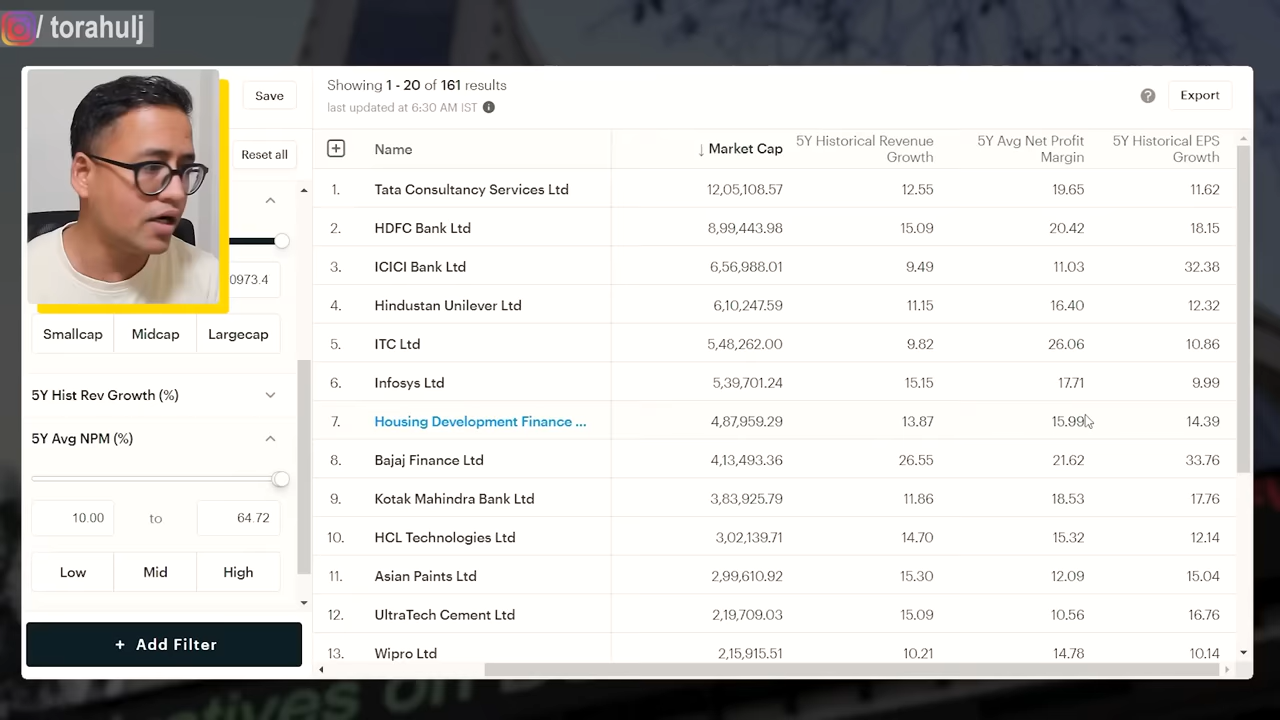 / torahulj
Save
Showing 1 - 20 of 161 results
last updated at 6:30 AM IST
Export
Reset all
Name ↓ Market Cap 5Y Historical Revenue Growth 5Y Avg Net Profit Margin 5Y Historical EPS Growth
1. Tata Consultancy Services Ltd 12,05,108.57 12.55 19.65 11.62
2. HDFC Bank Ltd 8,99,443.98 15.09 20.42 18.15
3. ICICI Bank Ltd 6,56,988.01 9.49 11.03 32.38
4. Hindustan Unilever Ltd 6,10,247.59 11.15 16.40 12.32
5. ITC Ltd 5,48,262.00 9.82 26.06 10.86
6. Infosys Ltd 5,39,701.24 15.15 17.71 9.99
7. Housing Development Finance ... 4,87,959.29 13.87 15.99 14.39
8. Bajaj Finance Ltd 4,13,493.36 26.55 21.62 33.76
9. Kotak Mahindra Bank Ltd 3,83,925.79 11.86 18.53 17.76
10. HCL Technologies Ltd 3,02,139.71 14.70 15.32 12.14
11. Asian Paints Ltd 2,99,610.92 15.30 12.09 15.04
12. UltraTech Cement Ltd 2,19,709.03 15.09 10.56 16.76
13. Wipro Ltd 2,15,915.51 10.21 14.78 10.14
0973.4
Smallcap Midcap Largecap
5Y Hist Rev Growth (%)
5Y Avg NPM (%)
10.00 to 64.72
Low Mid High
+ Add Filter